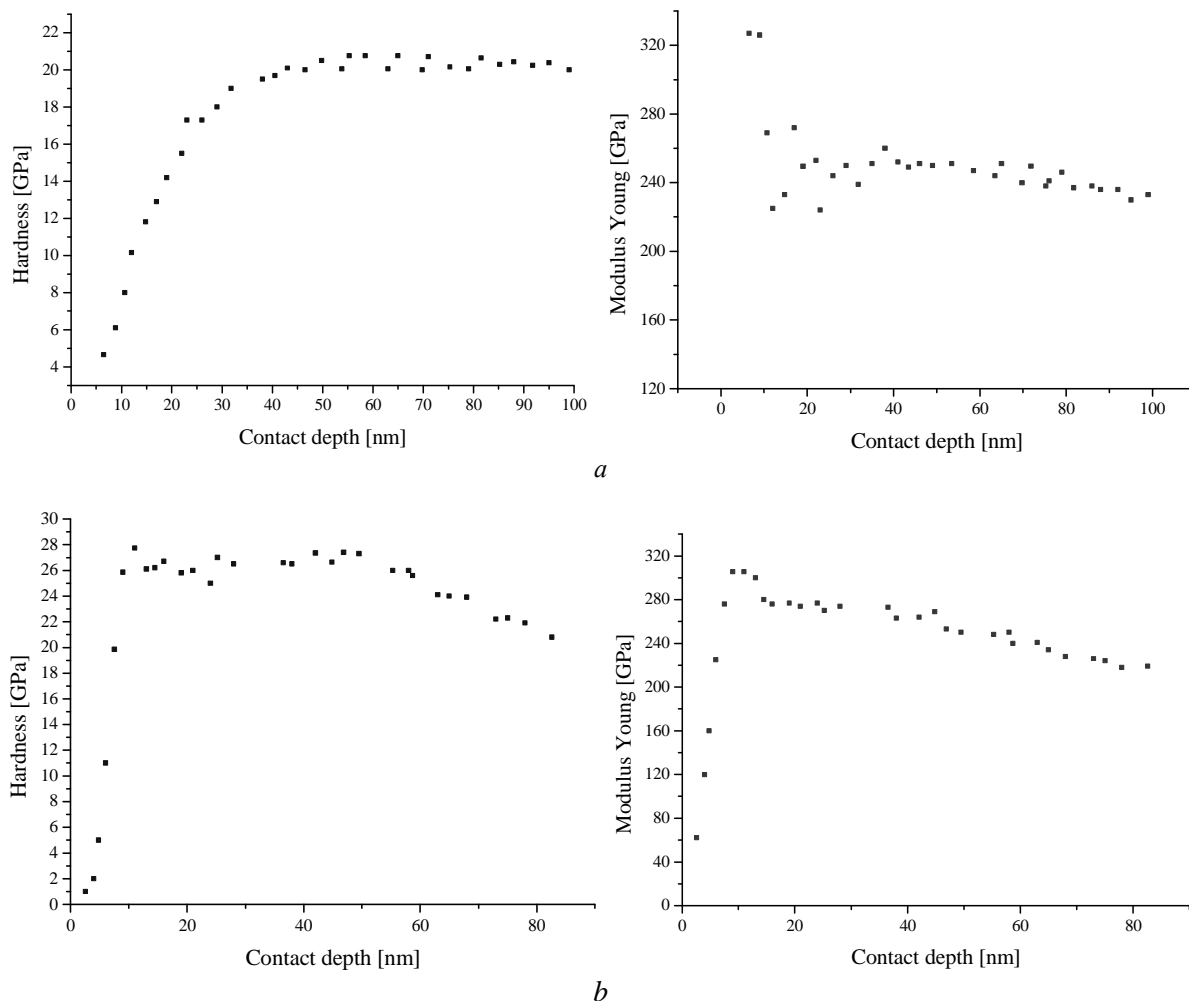 22
20
18
16
14
12
10
8
6
4
Hardness [GPa]
0 10 20 30 40 50 60 70 80 90 100
Contact depth [nm]
320
280
240
200
160
120
Modulus Young [GPa]
0 20 40 60 80 100
Contact depth [nm]
a
30
28
26
24
22
20
18
16
14
12
10
8
6
4
2
0
Hardness [GPa]
0 20 40 60 80
Contact depth [nm]
320
280
240
200
160
120
80
40
0
Modulus Young [GPa]
0 20 40 60 80
Contact depth [nm]
b